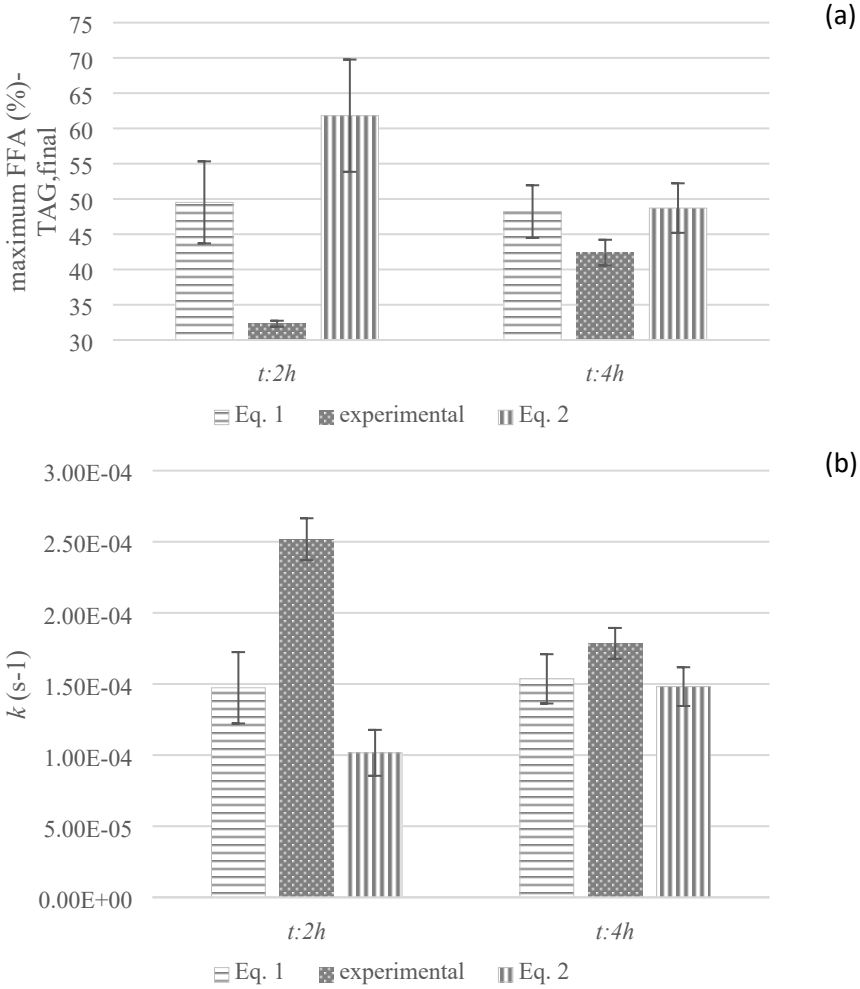 (a)
maximum FFA (%)-
TAG,final
75
70
65
60
55
50
45
40
35
30
t:2h t:4h
Eq. 1 experimental Eq. 2
(b)
k (s-1)
3.00E-04
2.50E-04
2.00E-04
1.50E-04
1.00E-04
5.00E-05
0.00E+00
t:2h t:4h
Eq. 1 experimental Eq. 2